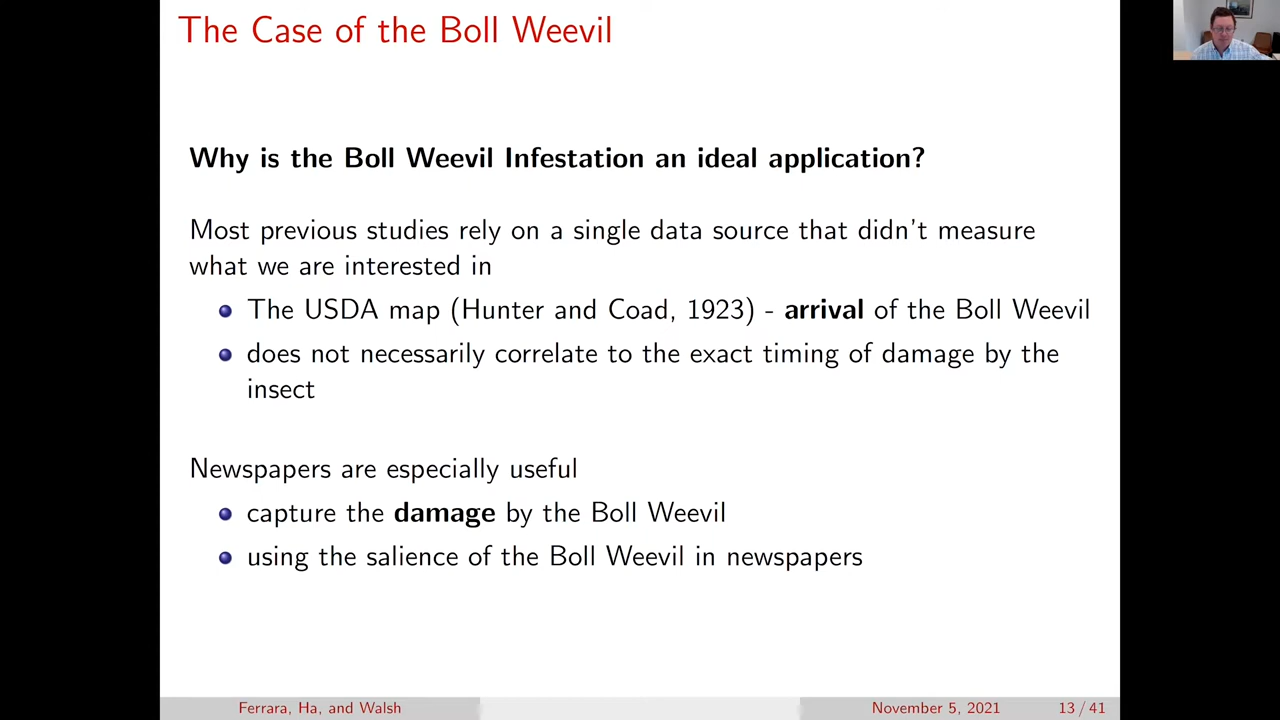 The Case of the Boll Weevil
Why is the Boll Weevil Infestation an ideal application?
Most previous studies rely on a single data source that didn't measure
what we are interested in
The USDA map (Hunter and Coad, 1923) - arrival of the Boll Weevil
does not necessarily correlate to the exact timing of damage by the
insect
Newspapers are especially useful
capture the damage by the Boll Weevil
using the salience of the Boll Weevil in newspapers
Ferrara, Ha, and Walsh
November 5, 2021
13 / 41